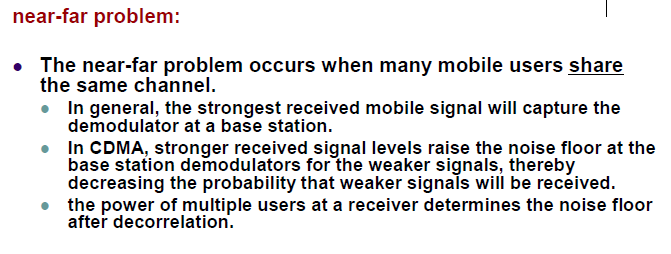 near-far problem:
• The near-far problem occurs when many mobile users share
the same channel.
• In general, the strongest received mobile signal will capture the
demodulator at a base station.
• In CDMA, stronger received signal levels raise the noise floor at the
base station demodulators for the weaker signals, thereby
decreasing the probability that weaker signals will be received.
• the power of multiple users at a receiver determines the noise floor
after decorrelation.